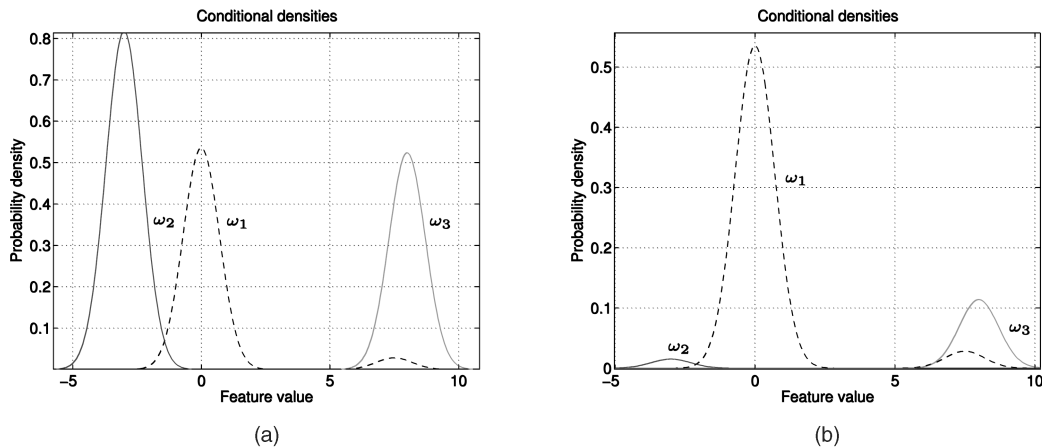 Conditional densities
0.8
0.7
0.6
0.5
0.4
0.3
0.2
0.1
Probability density
ω2
ω1
ω3
−5
0
5
10
Feature value
(a)
Conditional densities
0.5
0.4
0.3
0.2
0.1
0
Probability density
ω1
ω2
ω3
−5
0
5
10
Feature value
(b)